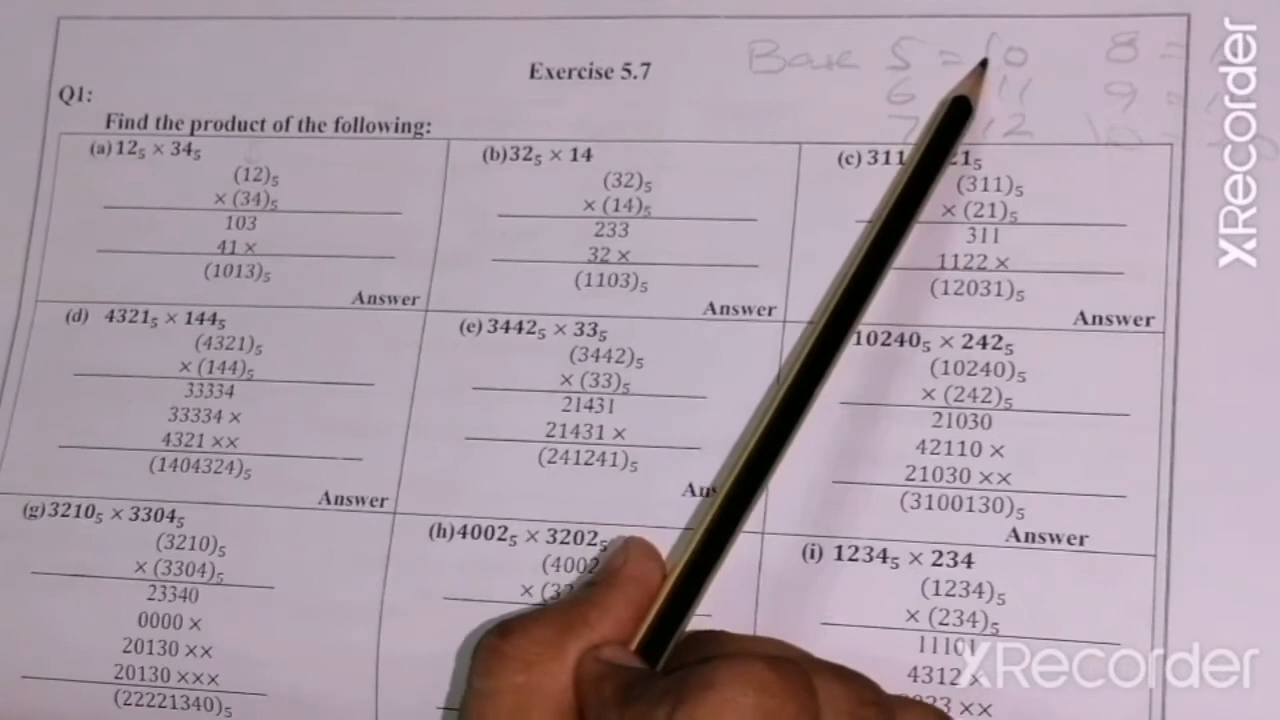 Exercise 5.7
Base 5 = 10 8 =
6 11 9 =
7 12 10 =
Q1:
Find the product of the following:
(a) 12₅ × 34₅
(12)₅
× (34)₅
103
41 ×
(1013)₅
Answer
(b) 32₅ × 14
(32)₅
× (14)₅
233
32 ×
(1103)₅
Answer
(c) 311 21₅
(311)₅
× (21)₅
311
1122 ×
(12031)₅
Answer
(d) 4321₅ × 144₅
(4321)₅
× (144)₅
33334
33334 ×
4321 ××
(1404324)₅
Answer
(e) 3442₅ × 33₅
(3442)₅
× (33)₅
21431
21431 ×
(241241)₅
10240₅ × 242₅
(10240)₅
× (242)₅
21030
42110 ×
21030 ××
(3100130)₅
Answer
(g) 3210₅ × 3304₅
(3210)₅
× (3304)₅
23340
0000 ×
20130 ××
20130 ×××
(22221340)₅
(h) 4002₅ × 3202₅
(4002
× (32
(i) 1234₅ × 234
(1234)₅
× (234)₅
11101
4312 ×
××
XRecorder
XRecorder